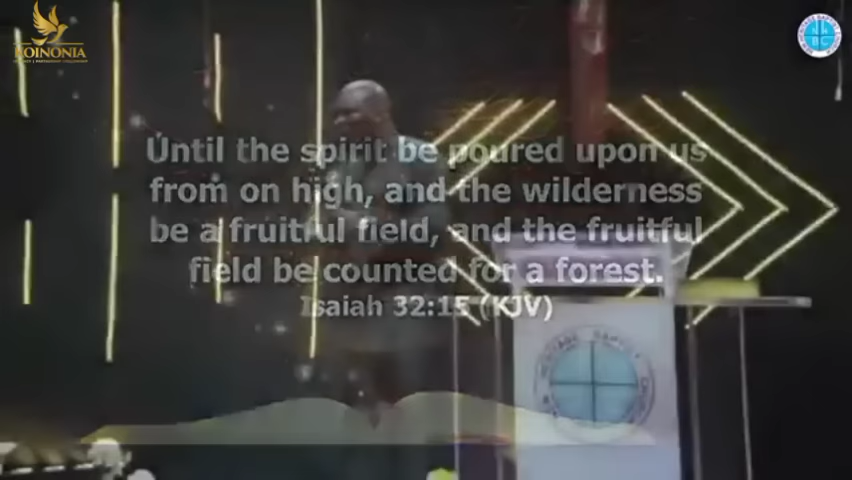 KOINONIA
Until the spirit be poured upon us
from on high, and the wilderness
be a fruitful field, and the fruitful
field be counted for a forest.
Isaiah 32:15 (KJV)